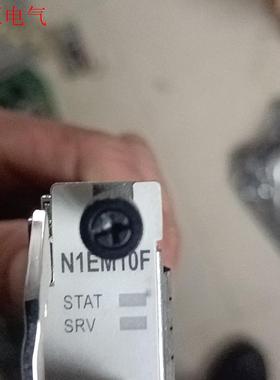 电气
N1EM10F
STAT
SRV